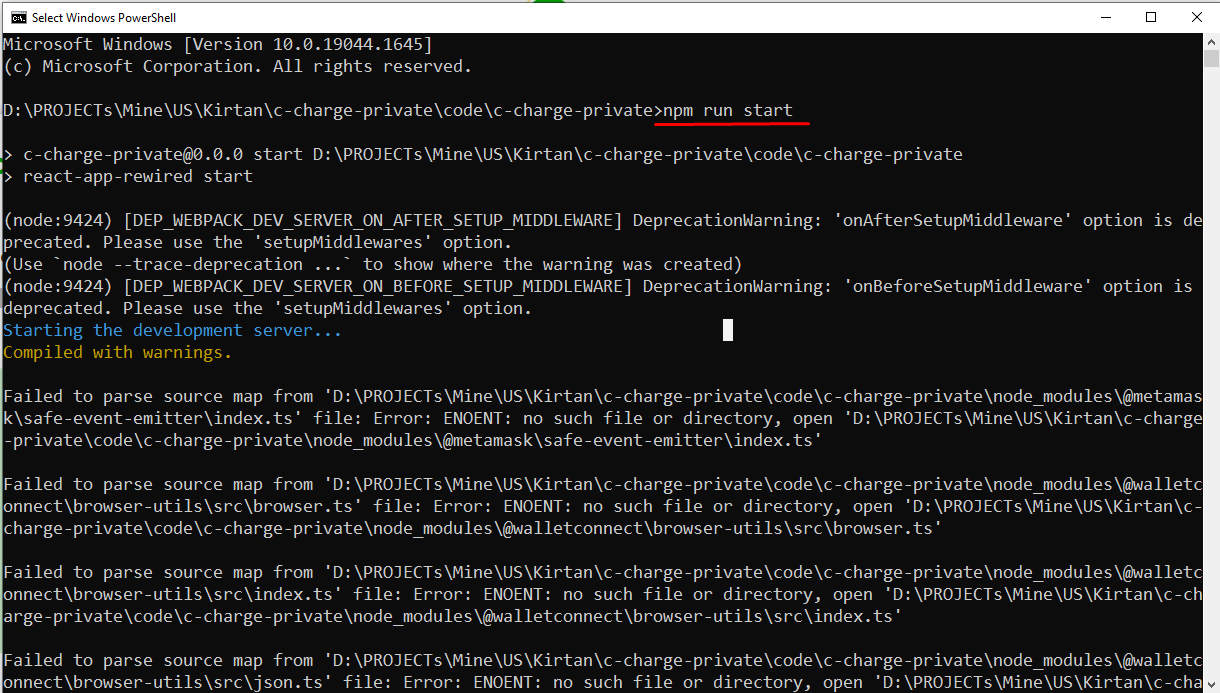 Select Windows PowerShell
Microsoft Windows [Version 10.0.19044.1645]
(c) Microsoft Corporation. All rights reserved.
D:\PROJECTs\Mine\US\Kirtan\c-charge-private\code\c-charge-private>npm run start
> c-charge-private@0.0.0 start D:\PROJECTs\Mine\US\Kirtan\c-charge-private\code\c-charge-private
> react-app-rewired start
(node:9424) [DEP_WEBPACK_DEV_SERVER_ON_AFTER_SETUP_MIDDLEWARE] DeprecationWarning: 'onAfterSetupMiddleware' option is de
precated. Please use the 'setupMiddlewares' option.
(Use `node --trace-deprecation ...` to show where the warning was created)
(node:9424) [DEP_WEBPACK_DEV_SERVER_ON_BEFORE_SETUP_MIDDLEWARE] DeprecationWarning: 'onBeforeSetupMiddleware' option is
deprecated. Please use the 'setupMiddlewares' option.
Starting the development server...
Compiled with warnings.
Failed to parse source map from 'D:\PROJECTs\Mine\US\Kirtan\c-charge-private\code\c-charge-private\node_modules\@metamas
k\safe-event-emitter\index.ts' file: Error: ENOENT: no such file or directory, open 'D:\PROJECTs\Mine\US\Kirtan\c-charge
-private\code\c-charge-private\node_modules\@metamask\safe-event-emitter\index.ts'
Failed to parse source map from 'D:\PROJECTs\Mine\US\Kirtan\c-charge-private\code\c-charge-private\node_modules\@walletc
onnect\browser-utils\src\browser.ts' file: Error: ENOENT: no such file or directory, open 'D:\PROJECTs\Mine\US\Kirtan\c-
charge-private\code\c-charge-private\node_modules\@walletconnect\browser-utils\src\browser.ts'
Failed to parse source map from 'D:\PROJECTs\Mine\US\Kirtan\c-charge-private\code\c-charge-private\node_modules\@walletc
onnect\browser-utils\src\index.ts' file: Error: ENOENT: no such file or directory, open 'D:\PROJECTs\Mine\US\Kirtan\c-ch
arge-private\code\c-charge-private\node_modules\@walletconnect\browser-utils\src\index.ts'
Failed to parse source map from 'D:\PROJECTs\Mine\US\Kirtan\c-charge-private\code\c-charge-private\node_modules\@walletc
onnect\browser-utils\src\json.ts' file: Error: ENOENT: no such file or directory, open 'D:\PROJECTs\Mine\US\Kirtan\c-cha